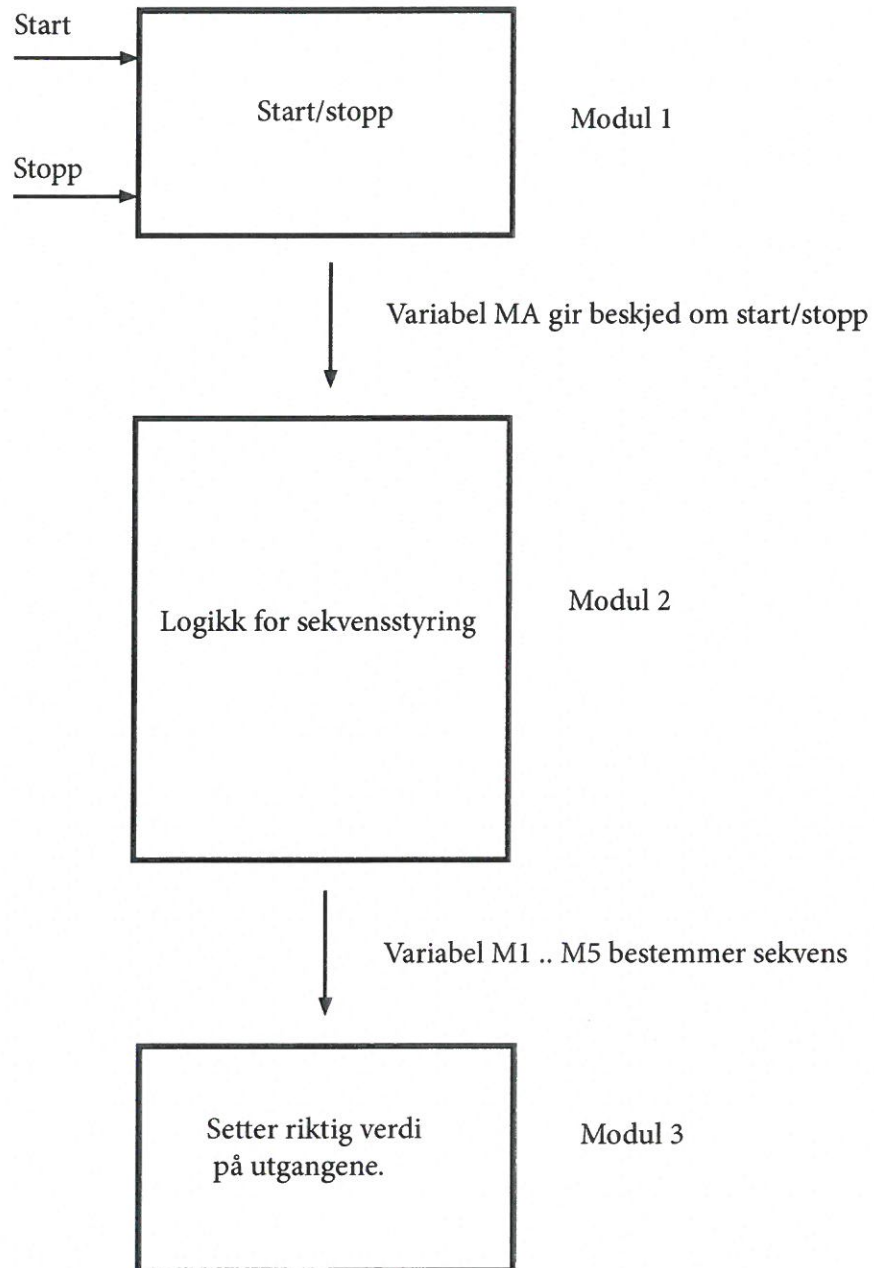 Start
Start/stopp
Modul 1
Stopp
Variabel MA gir beskjed om start/stopp
Logikk for sekvensstyring
Modul 2
Variabel M1 .. M5 bestemmer sekvens
Setter riktig verdi
på utgangene.
Modul 3